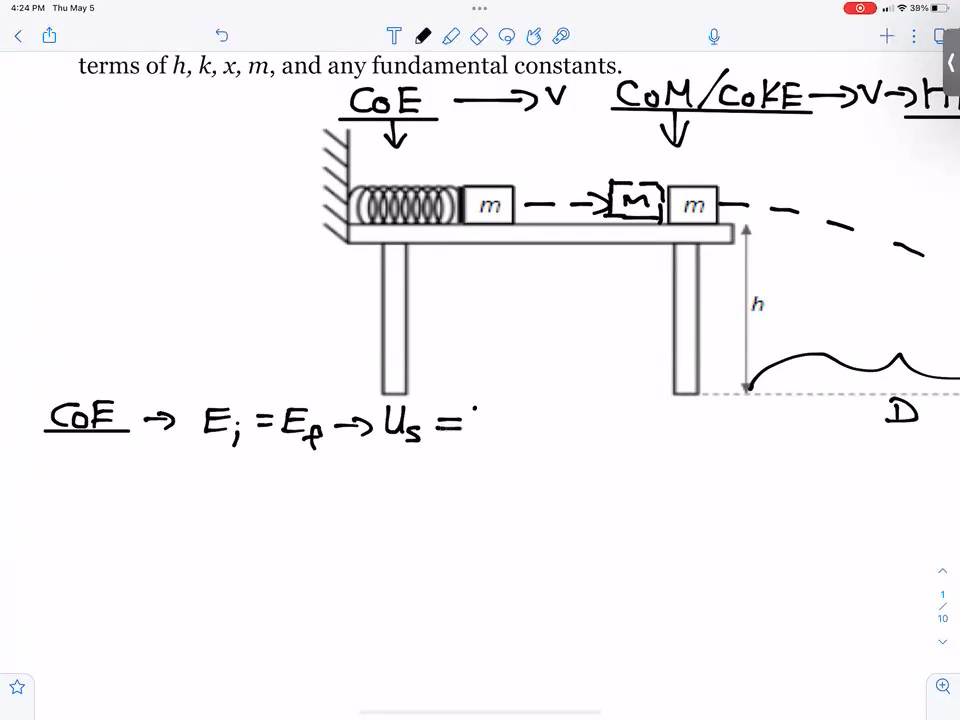 4:24 PM Thu May 5
38%
terms of h, k, x, m, and any fundamental constants.
CoE → v CoM/CoKE → v →
m m m
h
D
CoE → Ei = Ef → Us =
1
/
10